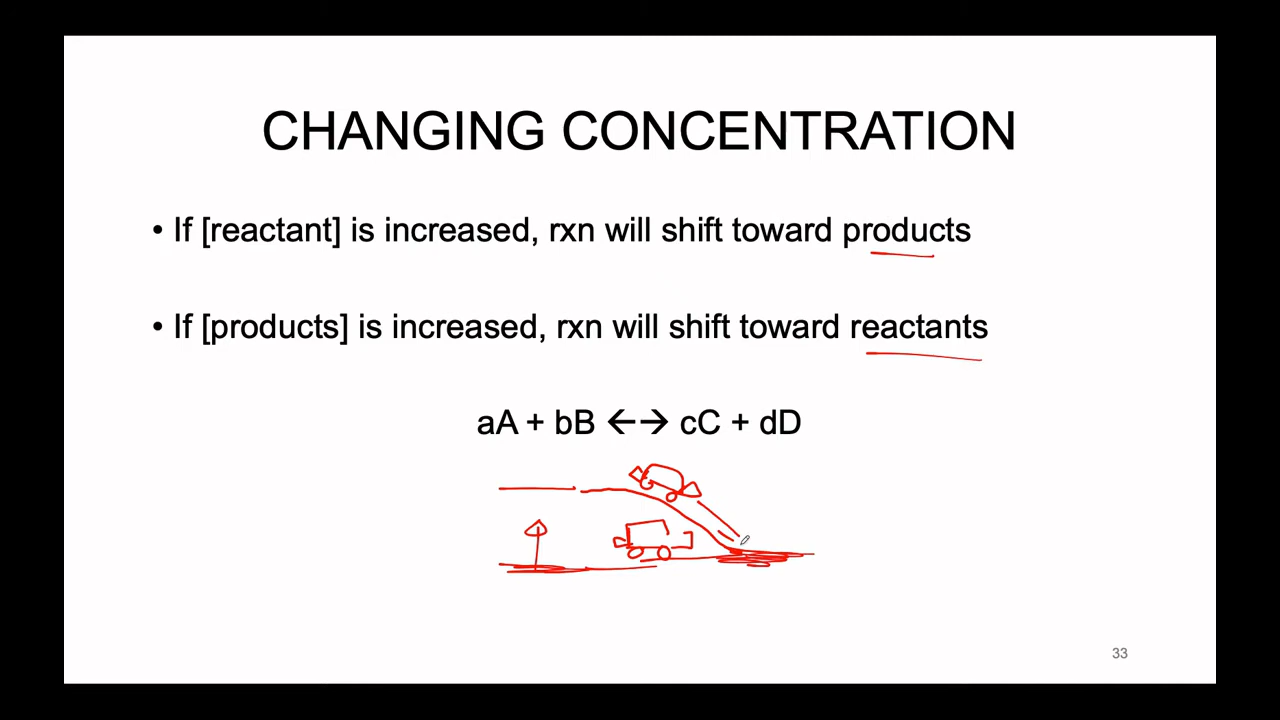 CHANGING CONCENTRATION
• If [reactant] is increased, rxn will shift toward products
• If [products] is increased, rxn will shift toward reactants
aA + bB ←→ cC + dD
33